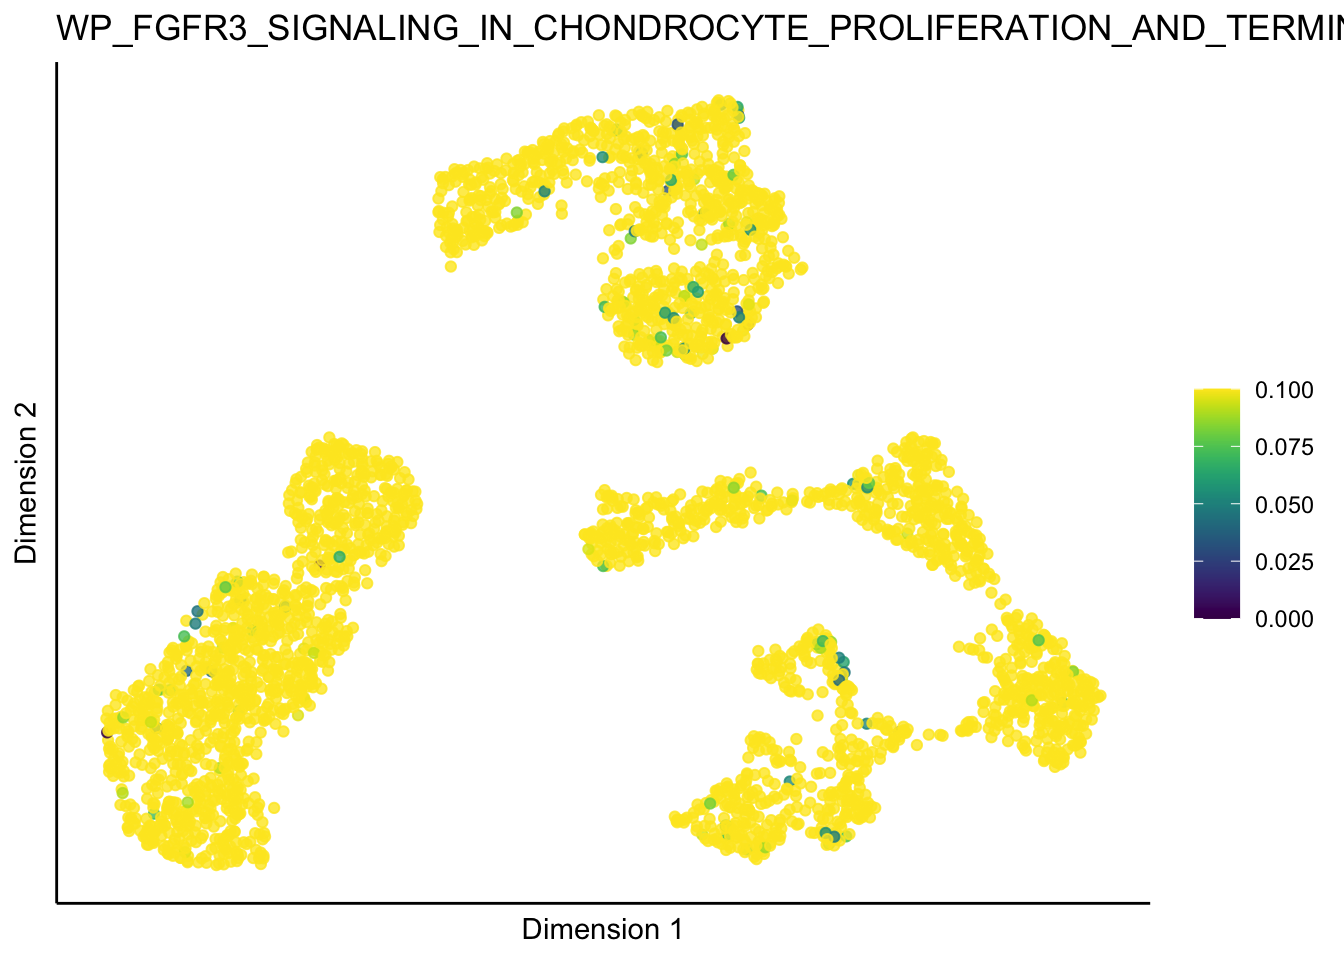 WP_FGFR3_SIGNALING_IN_CHONDROCYTE_PROLIFERATION_AND_TERMIN
Dimension 2
0.100
0.075
0.050
0.025
0.000
Dimension 1